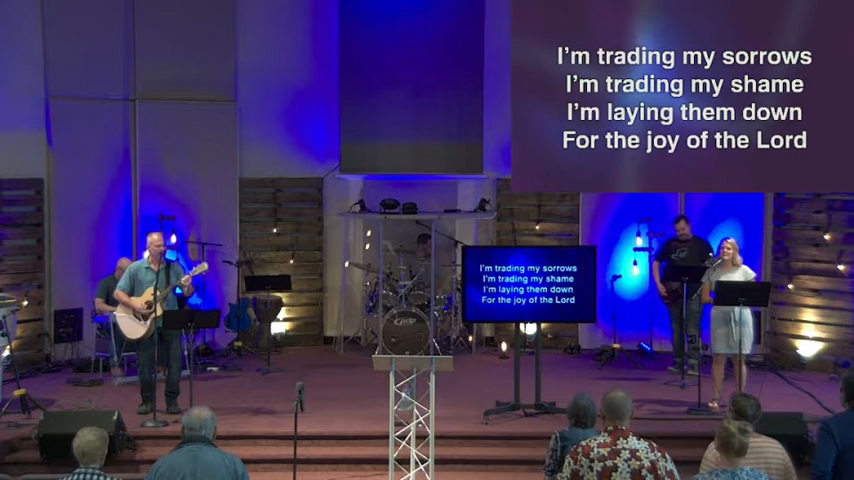 I'm trading my sorrows
I'm trading my shame
I'm laying them down
For the joy of the Lord
I'm trading my sorrows
I'm trading my shame
I'm laying them down
For the joy of the Lord